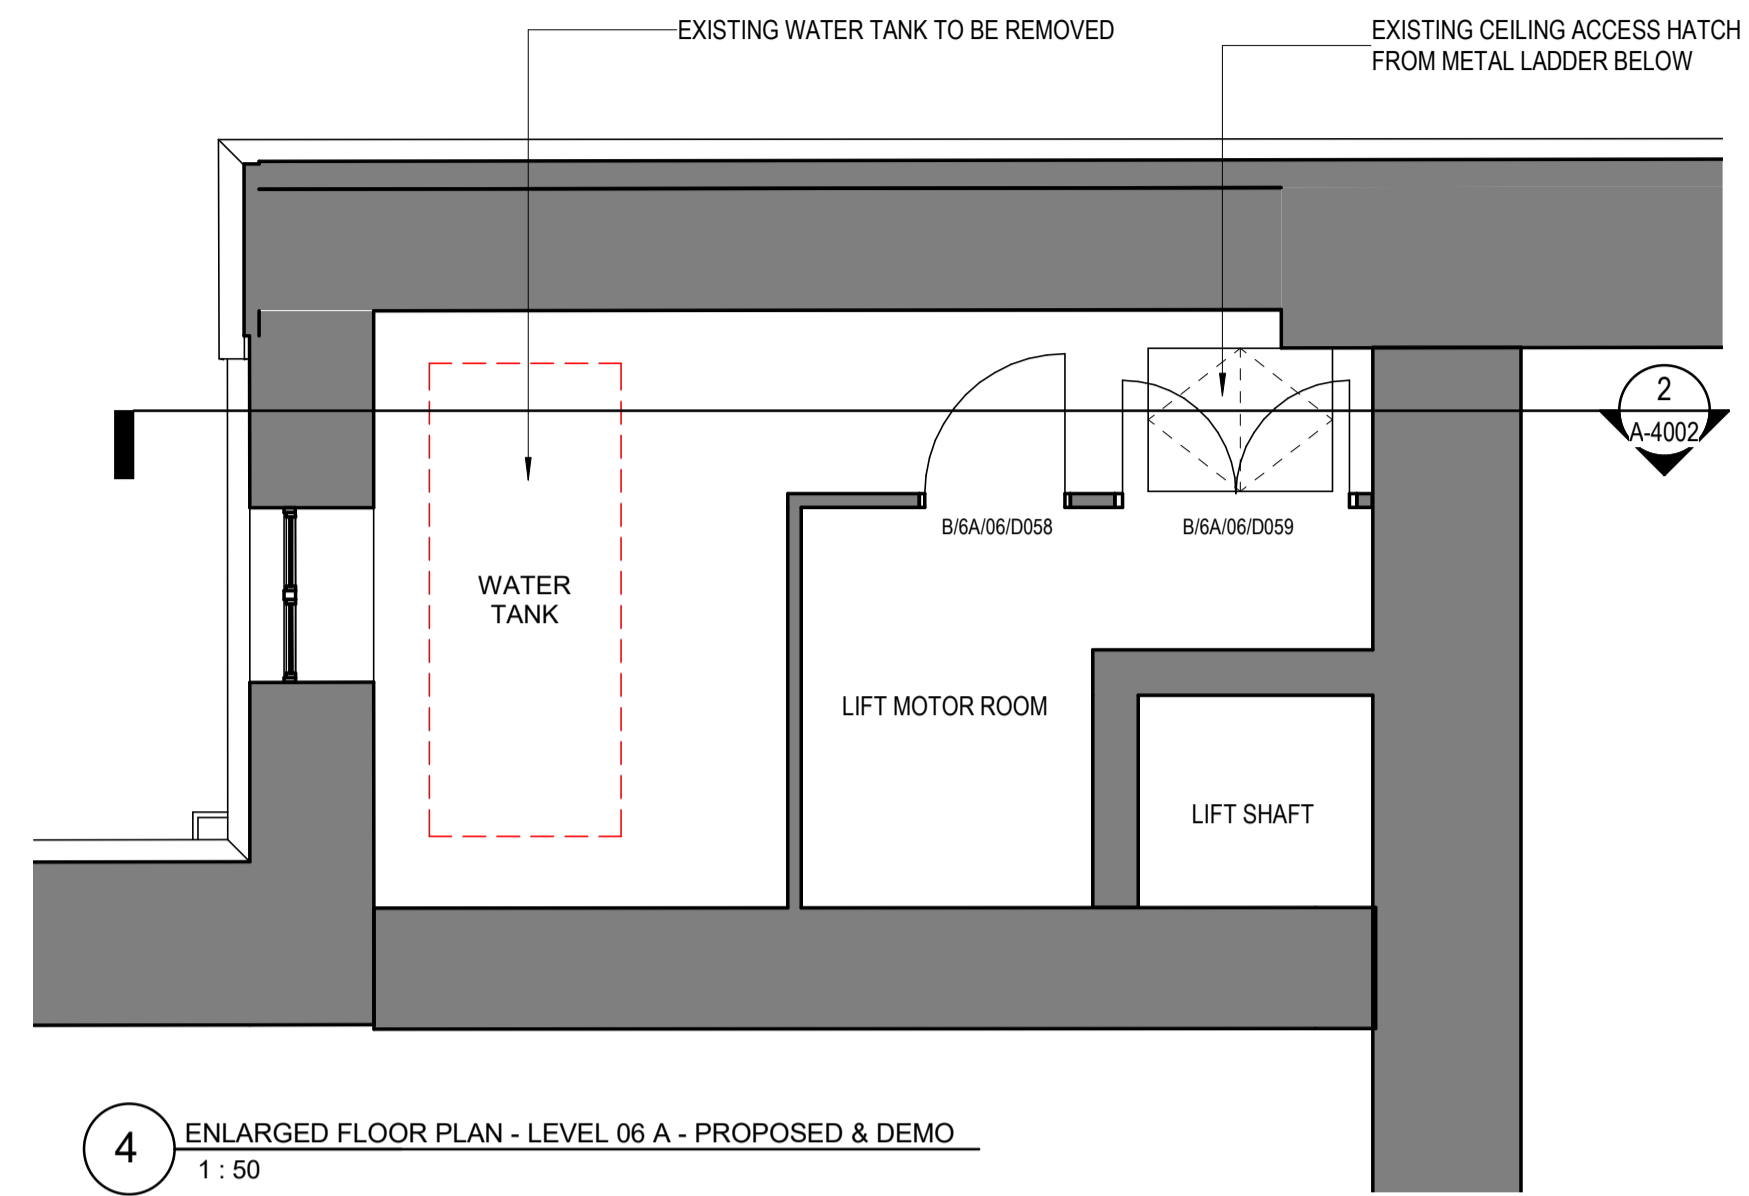 EXISTING WATER TANK TO BE REMOVED
EXISTING CEILING ACCESS HATCH
FROM METAL LADDER BELOW
2
A-4002
B/6A/06/D058
B/6A/06/D059
WATER
TANK
LIFT MOTOR ROOM
LIFT SHAFT
4
ENLARGED FLOOR PLAN - LEVEL 06 A - PROPOSED & DEMO
1 : 50